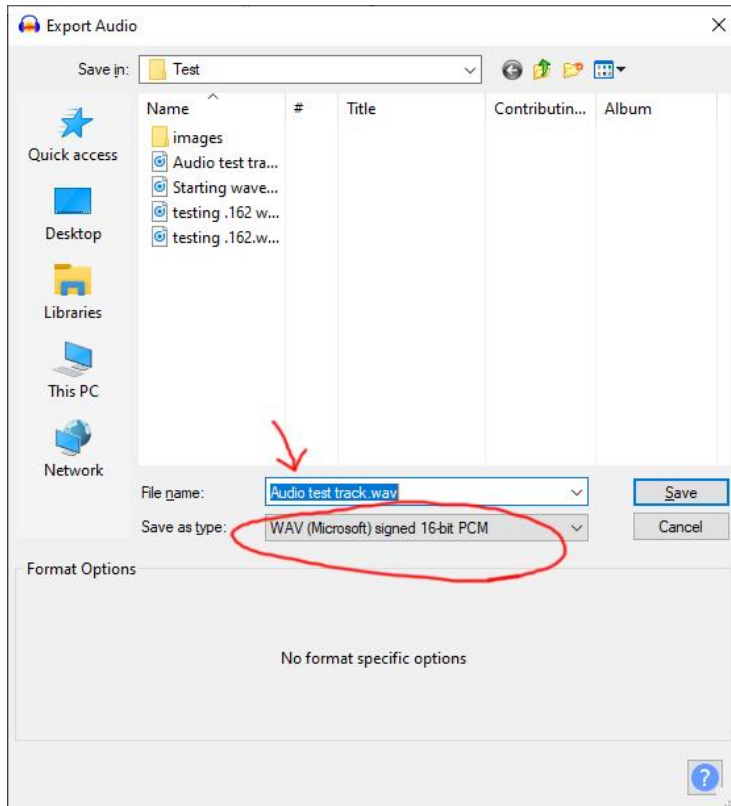 Export Audio
Save in:
Test
Name
#
Title
Contributin...
Album
images
Audio test tra...
Starting wave...
testing .162 w...
testing .162.w...
Quick access
Desktop
Libraries
This PC
Network
File name:
Audio test track.wav
Save
Save as type:
WAV (Microsoft) signed 16-bit PCM
Cancel
Format Options
No format specific options
?